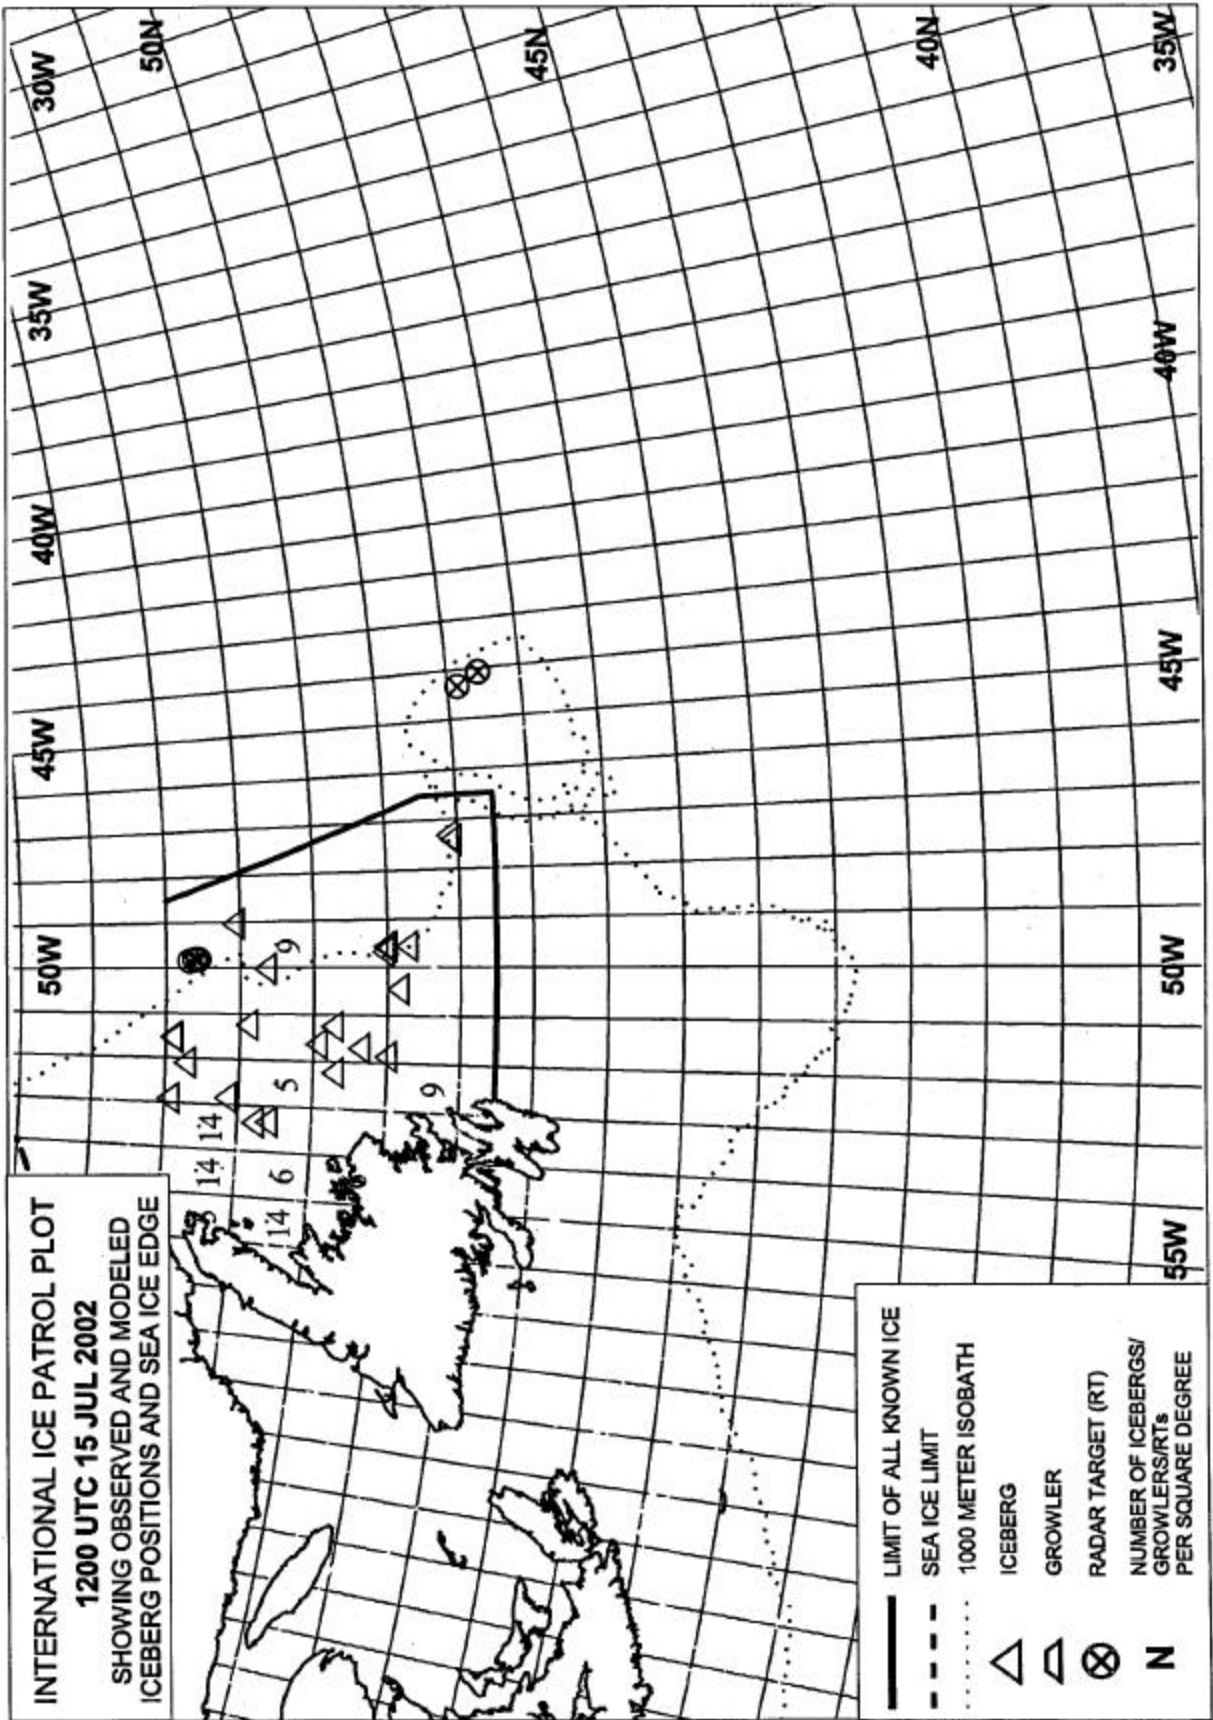 INTERNATIONAL ICE PATROL PLOT
1200 UTC 15 JUL 2002
SHOWING OBSERVED AND MODELED
ICEBERG POSITIONS AND SEA ICE EDGE
50W
45W
40W
35W
30W
50N
45N
40N
35W
40W
45W
50W
55W
14
14
9
5
6
14
9
LIMIT OF ALL KNOWN ICE
SEA ICE LIMIT
1000 METER ISOBATH
ICEBERG
GROWLER
RADAR TARGET (RT)
N
NUMBER OF ICEBERGS/
GROWLERS/RTs
PER SQUARE DEGREE